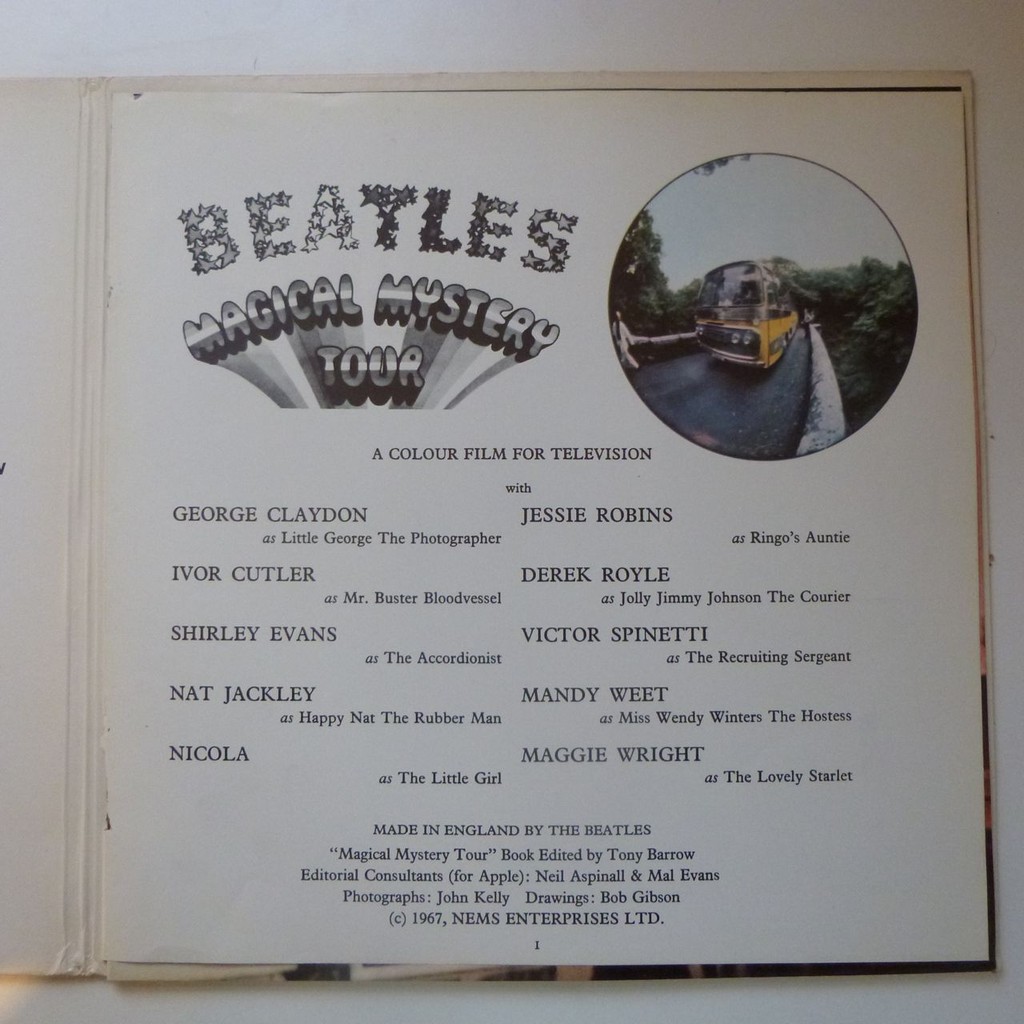 BEATLES
MAGICAL MYSTERY
TOUR
A COLOUR FILM FOR TELEVISION
with
GEORGE CLAYDON
as Little George The Photographer
IVOR CUTLER
as Mr. Buster Bloodvessel
SHIRLEY EVANS
as The Accordionist
NAT JACKLEY
as Happy Nat The Rubber Man
NICOLA
as The Little Girl
JESSIE ROBINS
as Ringo's Auntie
DEREK ROYLE
as Jolly Jimmy Johnson The Courier
VICTOR SPINETTI
as The Recruiting Sergeant
MANDY WEET
as Miss Wendy Winters The Hostess
MAGGIE WRIGHT
as The Lovely Starlet
MADE IN ENGLAND BY THE BEATLES
"Magical Mystery Tour" Book Edited by Tony Barrow
Editorial Consultants (for Apple): Neil Aspinall & Mal Evans
Photographs: John Kelly Drawings: Bob Gibson
(c) 1967, NEMS ENTERPRISES LTD.
1